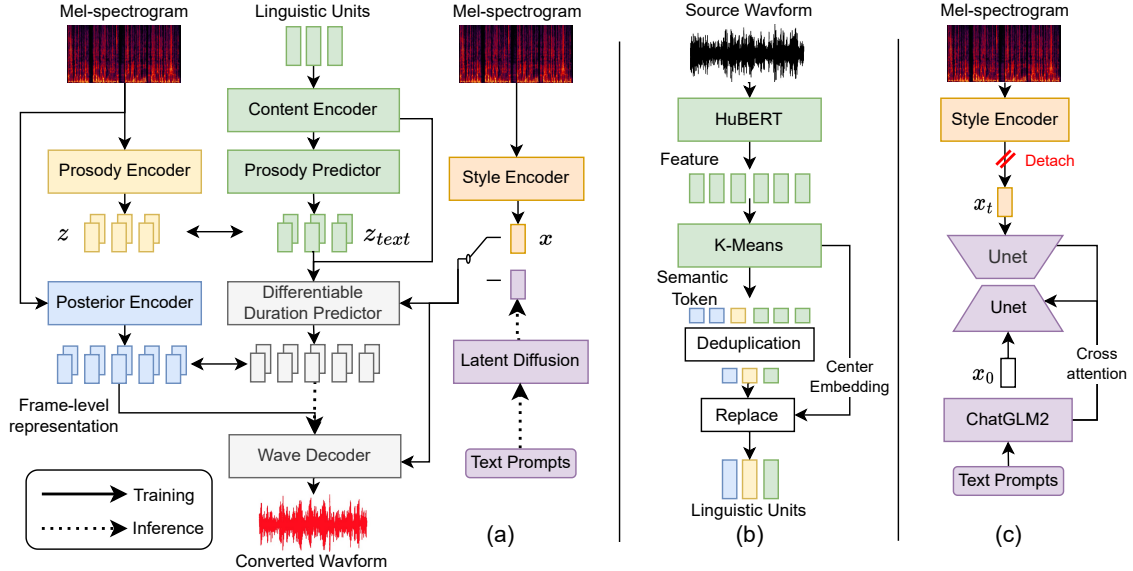 Mel-spectrogram
Linguistic Units
Mel-spectrogram
Content Encoder
Prosody Encoder
Prosody Predictor
Style Encoder
z
z_text
x
Posterior Encoder
Differentiable
Duration Predictor
Latent Diffusion
Frame-level
representation
Wave Decoder
Text Prompts
Training
Inference
Converted Wavform
(a)
Source Wavform
HuBERT
Feature
K-Means
Semantic
Token
Deduplication
Center
Embedding
Replace
Linguistic Units
(b)
Mel-spectrogram
Style Encoder
Detach
x_t
Unet
Unet
x_0
Cross
attention
ChatGLM2
Text Prompts
(c)